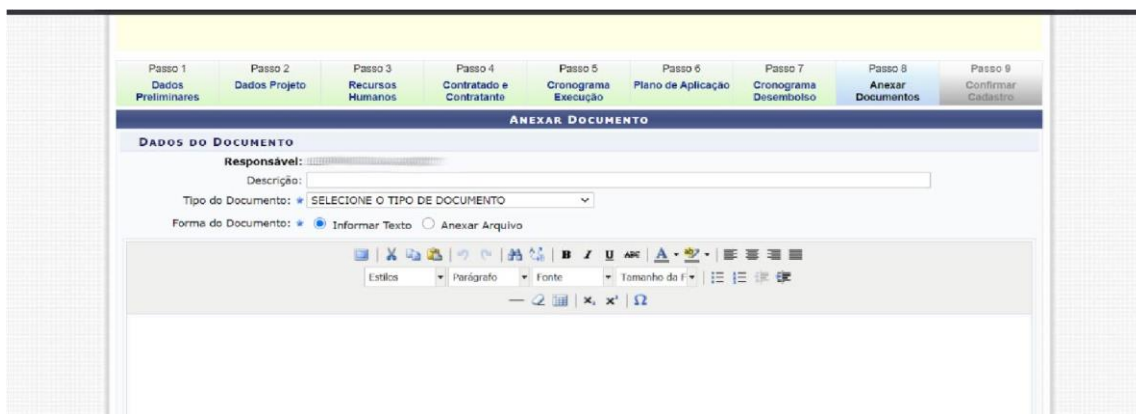 Passo 1 Passo 2 Passo 3 Passo 4 Passo 5 Passo 6 Passo 7 Passo 8 Passo 9
Dados Dados Projeto Recursos Contratado e Cronograma Plano de Aplicação Cronograma Anexar Confirmar
Preliminares Humanos Contratante Execução Desembolso Documentos Cadastro
ANEXAR DOCUMENTO
DADOS DO DOCUMENTO
Responsável:
Descrição:
Tipo do Documento: SELECIONE O TIPO DE DOCUMENTO
Forma do Documento: Informar Texto Anexar Arquivo
B I U ABC A
Estilos Parágrafo Fonte Tamanho da F
x, x' Ω